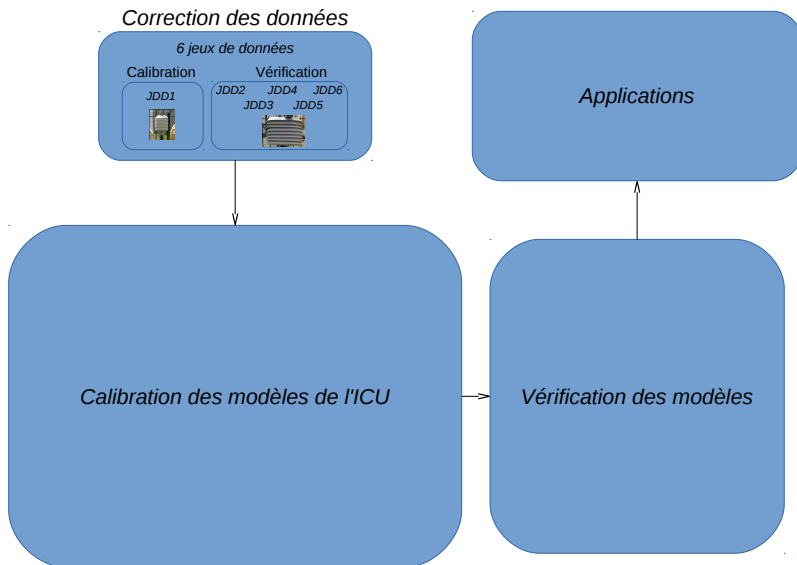 Correction des données
6 jeux de données
Calibration
Vérification
JDD1
JDD2 JDD4 JDD6
JDD3 JDD5
Applications
Calibration des modèles de l'ICU
Vérification des modèles